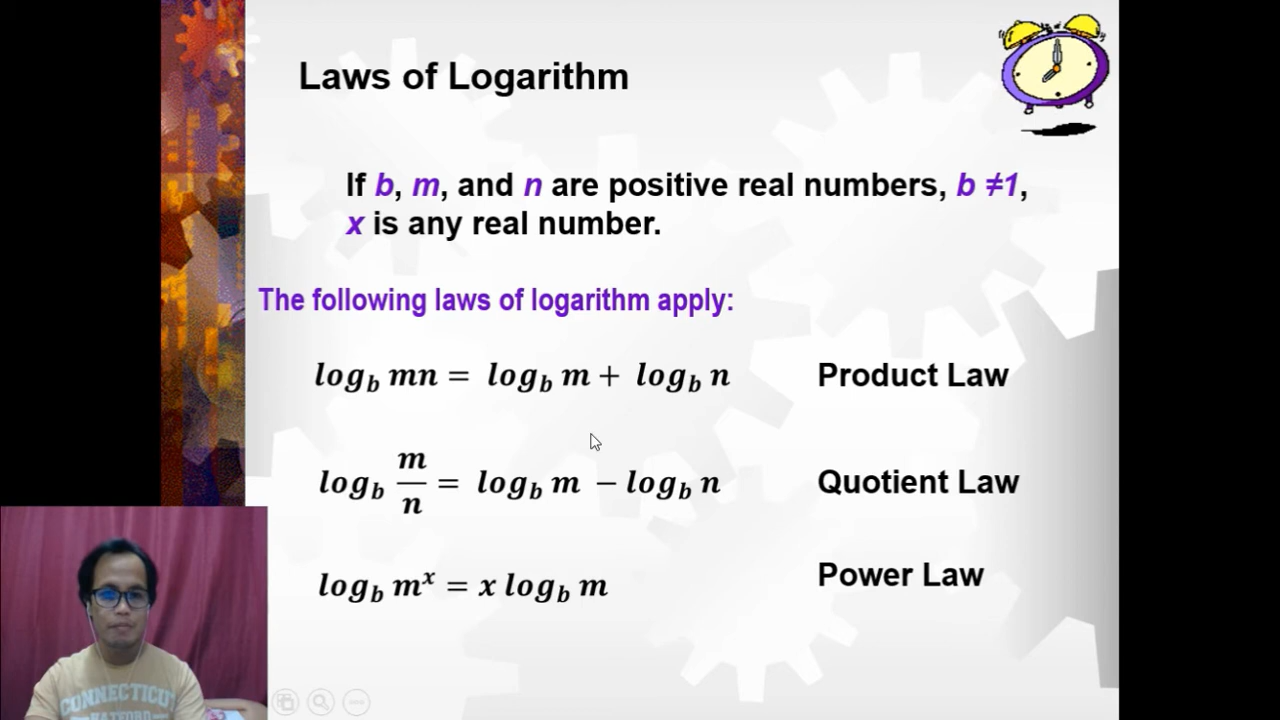 Laws of Logarithm
If b, m, and n are positive real numbers, b ≠1,
x is any real number.
The following laws of logarithm apply:
log_b mn = log_b m + log_b n Product Law
log_b m/n = log_b m − log_b n Quotient Law
log_b m^x = x log_b m Power Law
CONNECTICUT